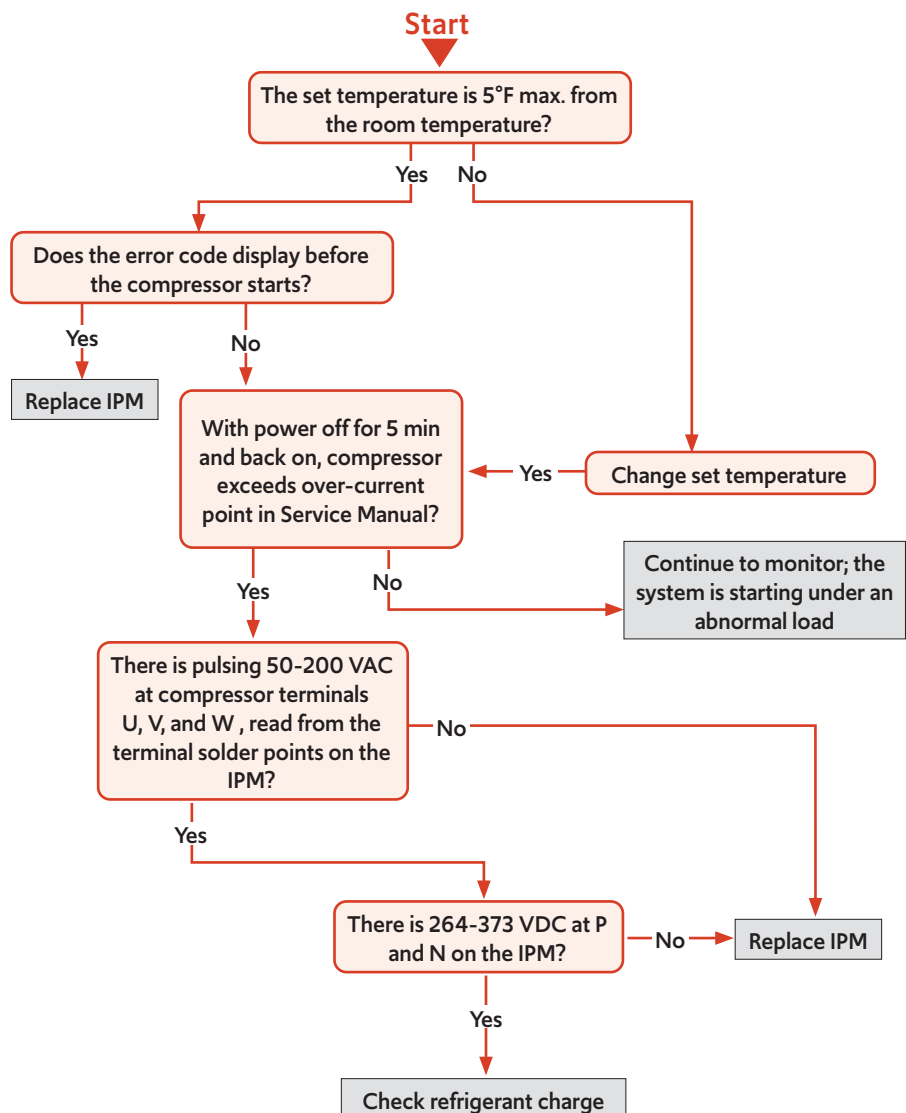 Start
The set temperature is 5°F max. from
the room temperature?
Yes
No
Does the error code display before
the compressor starts?
Yes
No
Replace IPM
With power off for 5 min
and back on, compressor
exceeds over-current
point in Service Manual?
Yes
Change set temperature
Yes
No
Continue to monitor; the
system is starting under an
abnormal load
There is pulsing 50-200 VAC
at compressor terminals
U, V, and W , read from the
terminal solder points on the
IPM?
No
Yes
There is 264-373 VDC at P
and N on the IPM?
No
Replace IPM
Yes
Check refrigerant charge